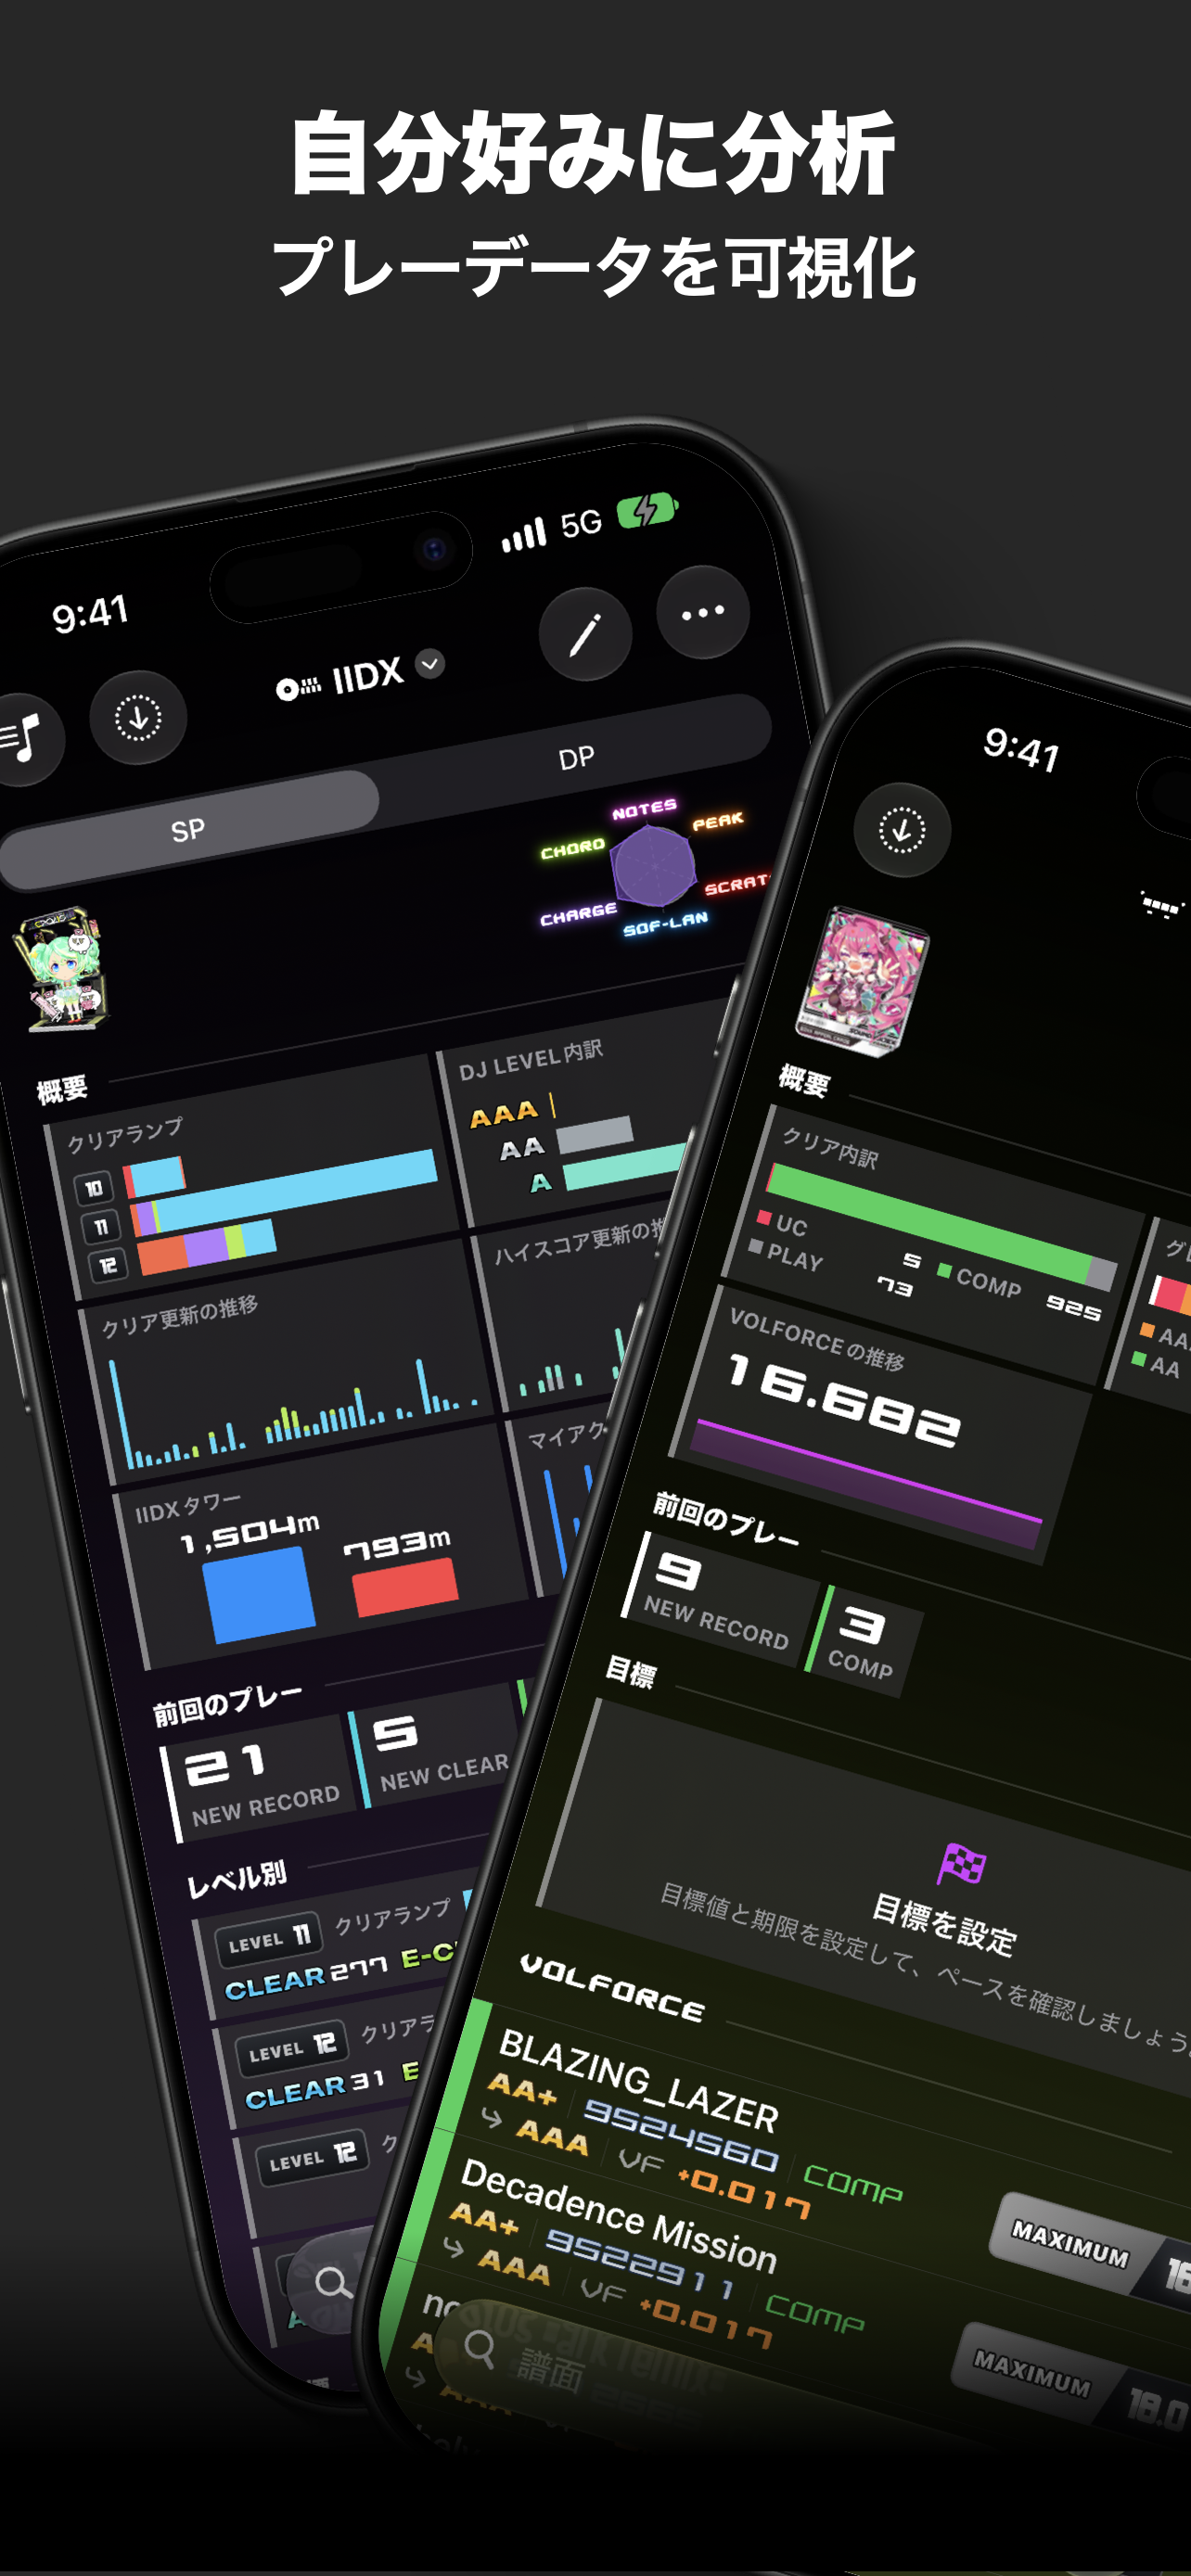 自分好みに分析
プレーデータを可視化
9:41
5G
IIDX
SP
DP
NOTES
PEAK
CHORD
CHARGE
SOF-LAN
概要
クリアランプ
10
11
12
DJ LEVEL内訳
AAA
AA
A
クリア更新の推移
ハイスコア更新の
IIDXタワー
1,504m
793m
マイアク
前回のプレー
21
NEW RECORD
5
NEW CLEAR
レベル別
LEVEL 11
クリアランプ
CLEAR 277
LEVEL 12
CLEAR 31
LEVEL 12
9:41
概要
クリア内訳
UC 5
COMP 925
PLAY 73
AA
VOLFORCEの推移
16.682
前回のプレー
9
NEW RECORD
3
COMP
目標
目標を設定
目標値と期限を設定して、ペースを確認しましょう
VOLFORCE
BLAZING_LAZER
AA+ 9524560 COMP
AAA VF +0.017
MAXIMUM
Decadence Mission
AA+ 9522911 COMP
AAA VF +0.017
MAXIMUM 18.0
譜面